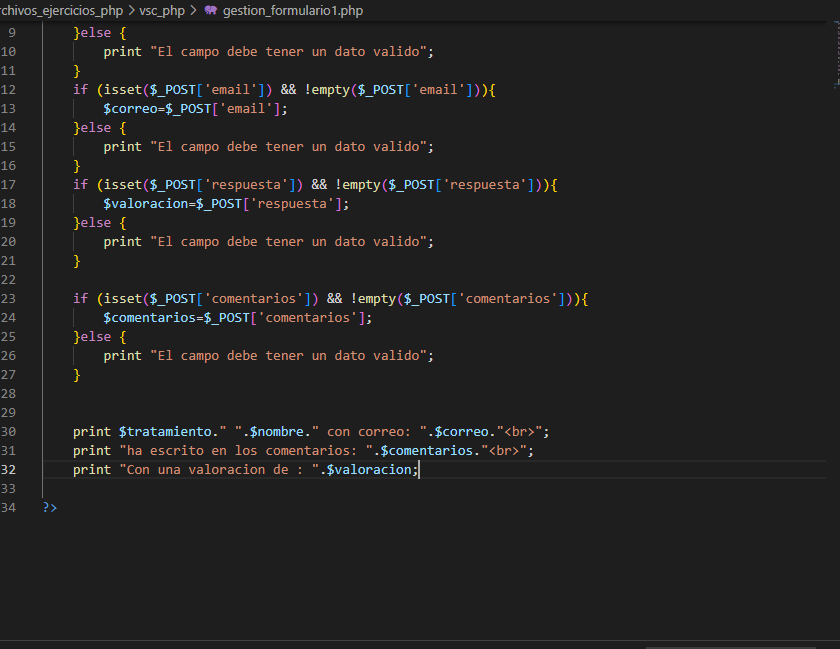 rchivos_ejercicios_php > vsc_php > gestion_formulario1.php
9 }else {
10 print "El campo debe tener un dato valido";
11 }
12 if (isset($_POST['email']) && !empty($_POST['email'])){
13 $correo=$_POST['email'];
14 }else {
15 print "El campo debe tener un dato valido";
16 }
17 if (isset($_POST['respuesta']) && !empty($_POST['respuesta'])){
18 $valoracion=$_POST['respuesta'];
19 }else {
20 print "El campo debe tener un dato valido";
21 }
22
23 if (isset($_POST['comentarios']) && !empty($_POST['comentarios'])){
24 $comentarios=$_POST['comentarios'];
25 }else {
26 print "El campo debe tener un dato valido";
27 }
28
29
30 print $tratamiento." ".$nombre." con correo: ".$correo."<br>";
31 print "ha escrito en los comentarios: ".$comentarios."<br>";
32 print "Con una valoracion de : ".$valoracion;
33
34 ?>